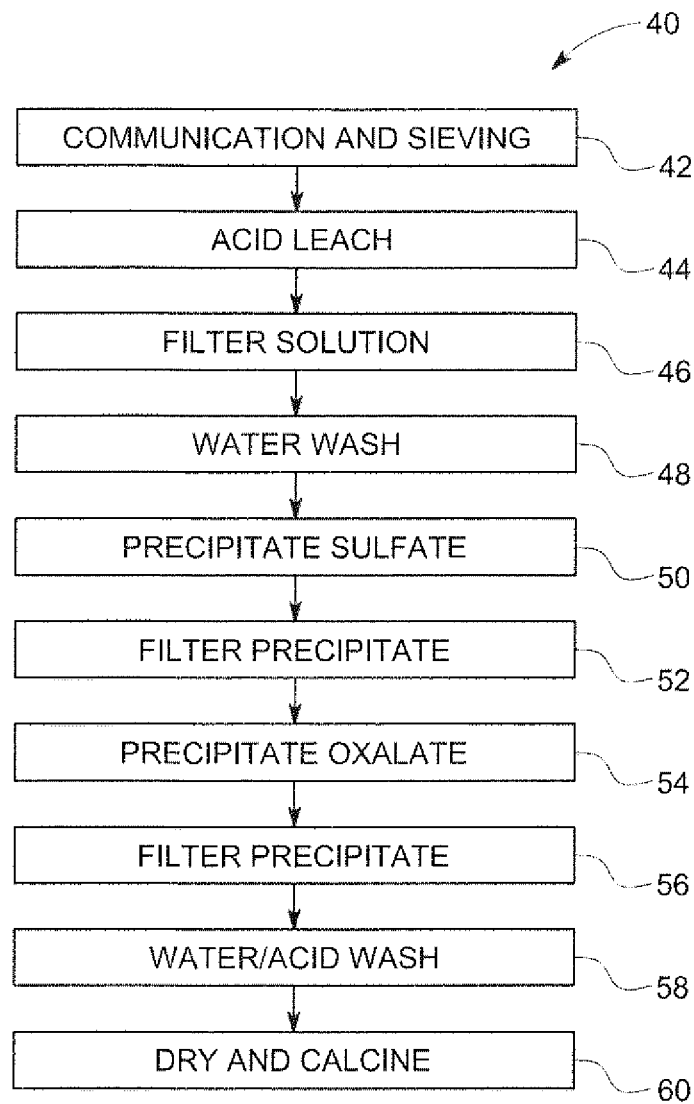 40
COMMUNICATION AND SIEVING
42
ACID LEACH
44
FILTER SOLUTION
46
WATER WASH
48
PRECIPITATE SULFATE
50
FILTER PRECIPITATE
52
PRECIPITATE OXALATE
54
FILTER PRECIPITATE
56
WATER/ACID WASH
58
DRY AND CALCINE
60